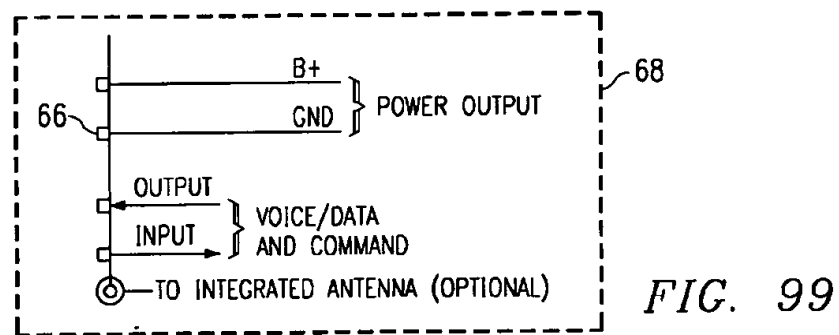 B+
68
POWER OUTPUT
66
GND
OUTPUT
VOICE/DATA
AND COMMAND
INPUT
TO INTEGRATED ANTENNA (OPTIONAL)
FIG. 99